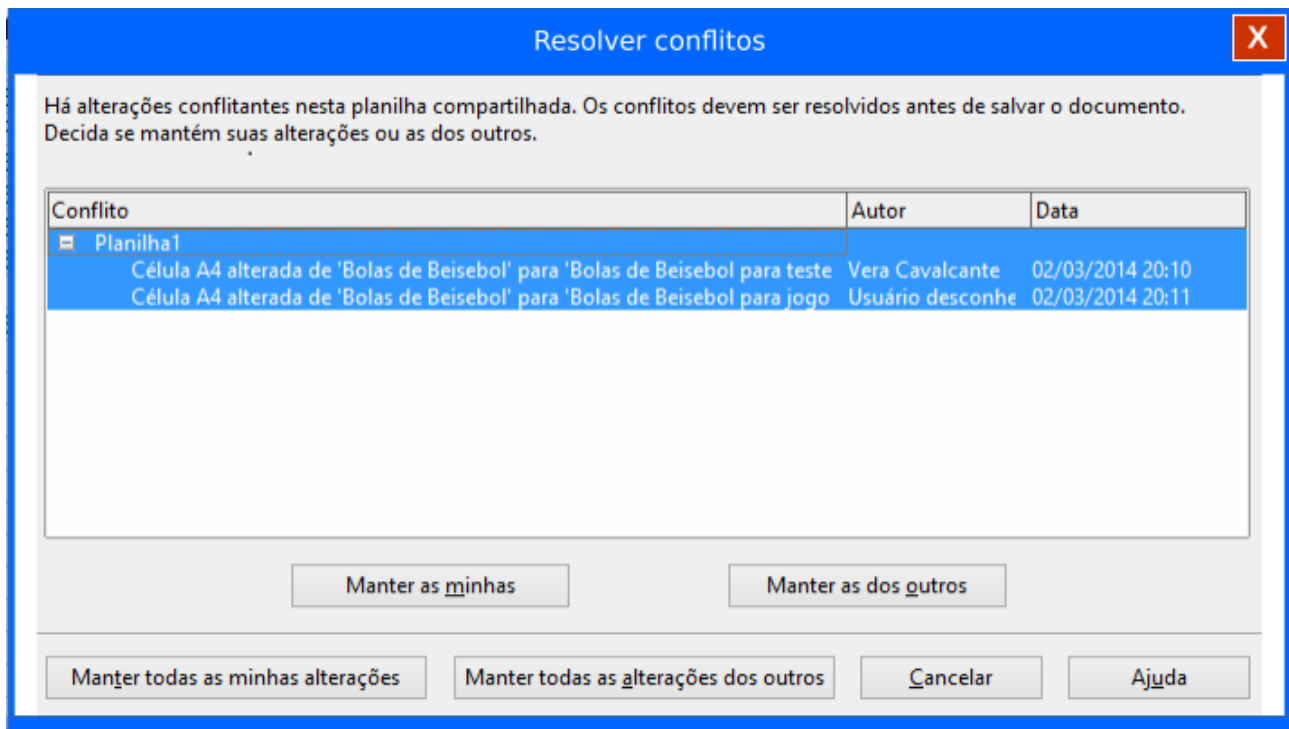 Resolver conflitos
X
Há alterações conflitantes nesta planilha compartilhada. Os conflitos devem ser resolvidos antes de salvar o documento.
Decida se mantém suas alterações ou as dos outros.
Conflito Autor Data
Planilha1
Célula A4 alterada de 'Bolas de Beisebol' para 'Bolas de Beisebol para teste Vera Cavalcante 02/03/2014 20:10
Célula A4 alterada de 'Bolas de Beisebol' para 'Bolas de Beisebol para jogo Usuário desconhe 02/03/2014 20:11
Manter as minhas Manter as dos outros
Manter todas as minhas alterações Manter todas as alterações dos outros Cancelar Ajuda